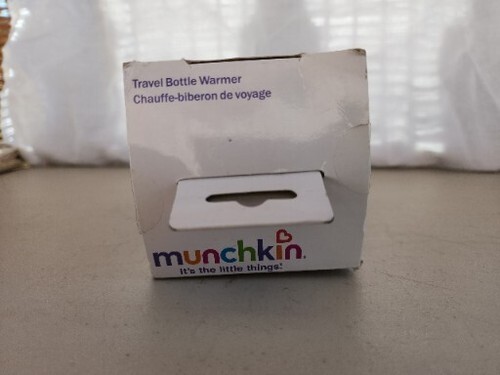 Travel Bottle Warmer
Chauffe-biberon de voyage
munchkin.
It's the little things!